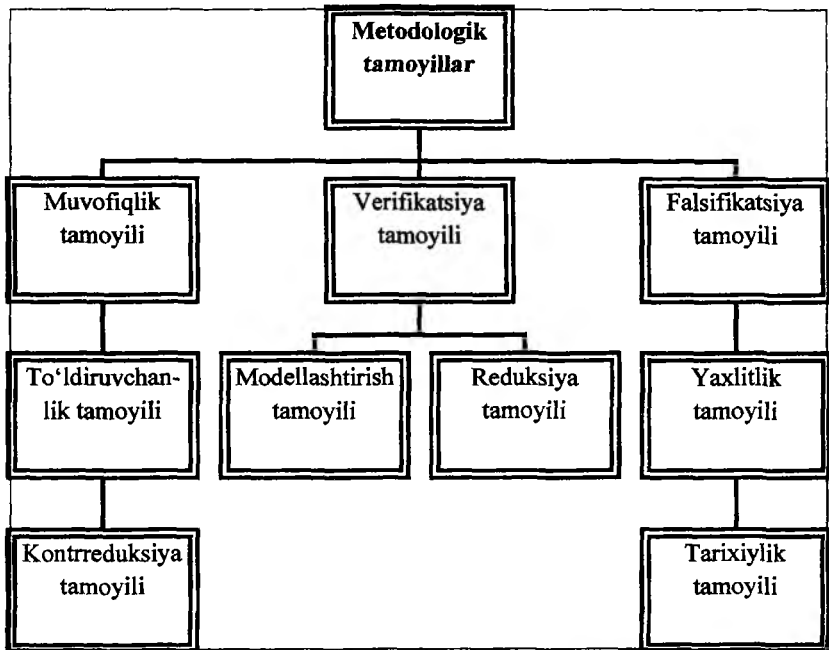 Metodologik
tamoyillar
Muvofiqlik
tamoyili
Verifikatsiya
tamoyili
Falsifikatsiya
tamoyili
To‘ldiruvchan-
lik tamoyili
Modellashtirish
tamoyili
Reduksiya
tamoyili
Yaxlitlik
tamoyili
Kontrreduksiya
tamoyili
Tarixiylik
tamoyili